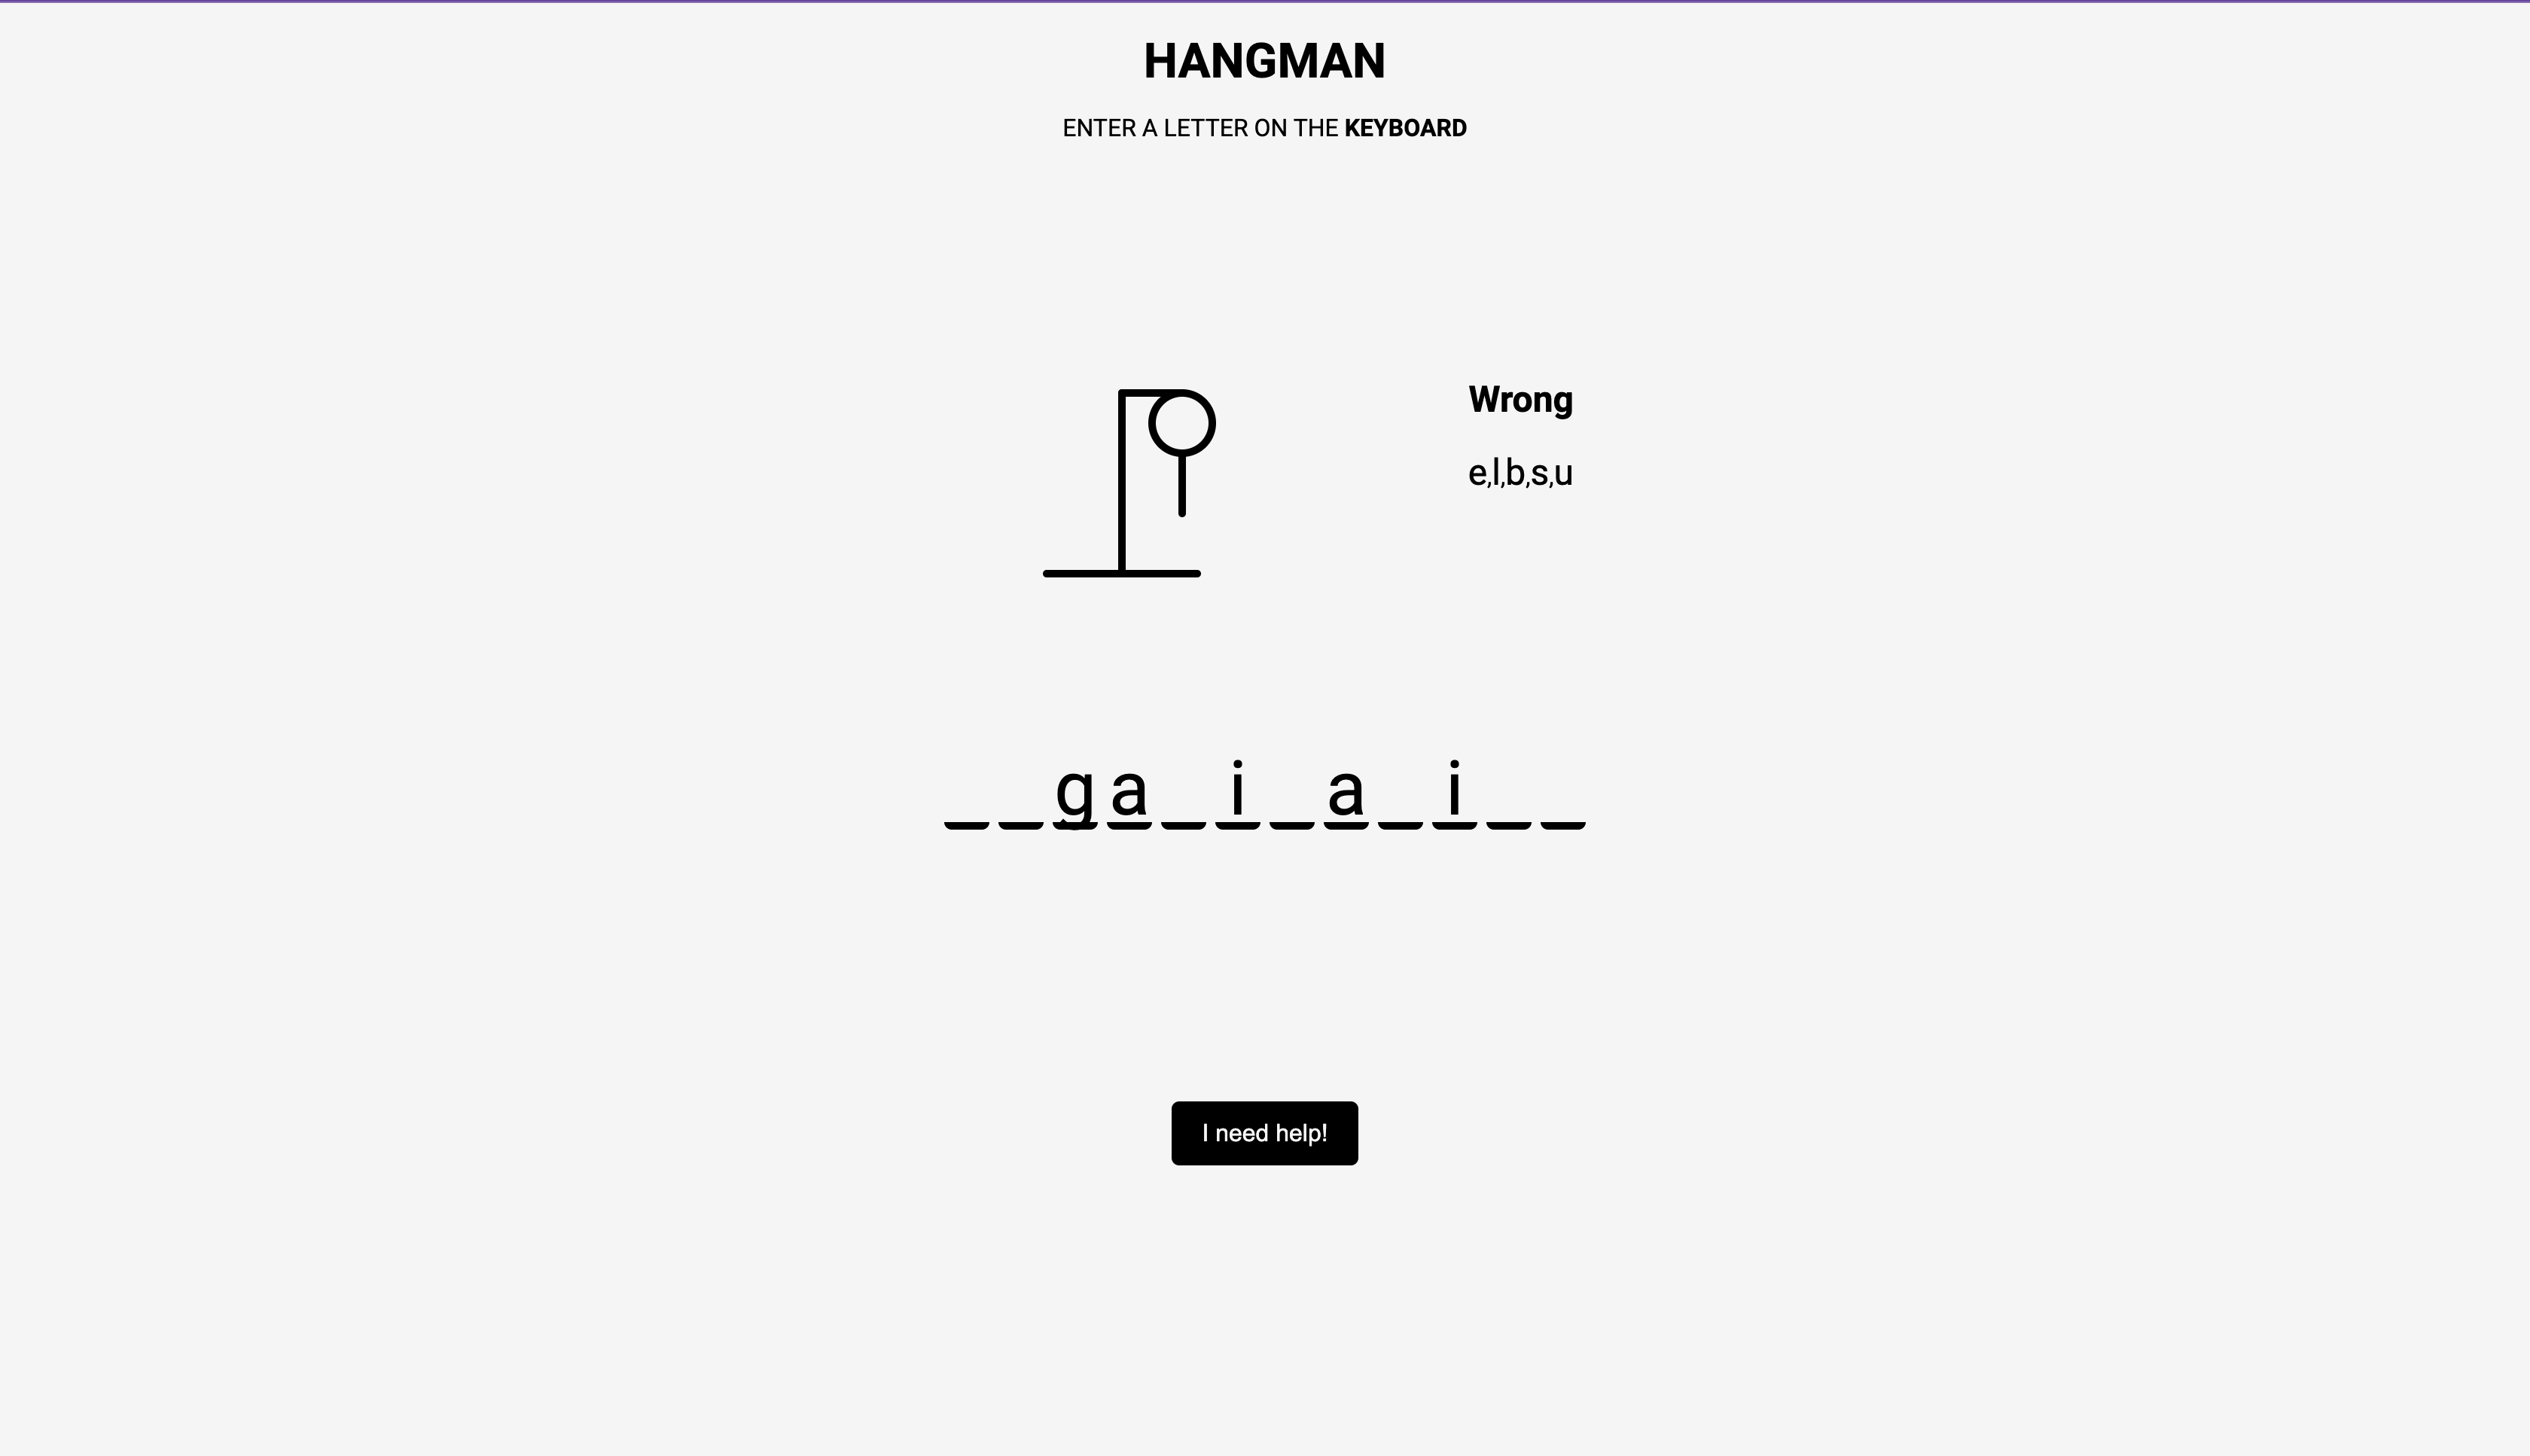 HANGMAN
ENTER A LETTER ON THE KEYBOARD
Wrong
e,l,b,s,u
_ _ g a _ i _ a _ i _ _
I need help!